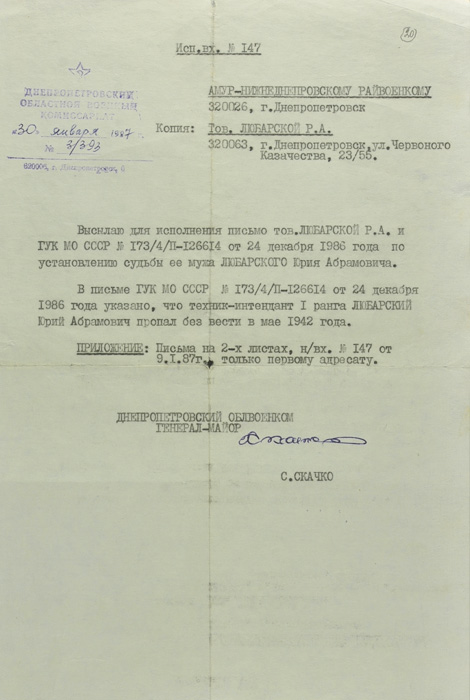 20
Исп.вх. № 147
ДНЕПРОПЕТРОВСКИЙ
ОБЛАСТНОЙ ВОЕННЫЙ
КОМИССАРИАТ
"30" января 1987 г.
№ 3/393
320600, г. Днепропетровск, 6
АМУР-НИЖНЕДНЕПРОВСКОМУ РАЙВОЕНКОМУ
320026, г.Днепропетровск
Копия: Тов. ЛЮБАРСКОЙ Р.А.
320063, г.Днепропетровск,ул.Червоного
Казачества, 23/55.
Высылаю для исполнения письмо тов.ЛЮБАРСКОЙ Р.А. и
ГУК МО СССР № 173/4/П-126614 от 24 декабря 1986 года по
установлению судьбы ее мужа ЛЮБАРСКОГО Юрия Абрамовича.
В письме ГУК МО СССР № 173/4/П-126614 от 24 декабря
1986 года указано, что техник-интендант I ранга ЛЮБАРСКИЙ
Юрий Абрамович пропал без вести в мае 1942 года.
ПРИЛОЖЕНИЕ: Письма на 2-х листах, н/вх. № 147 от
9.I.87г., только первому адресату.
ДНЕПРОПЕТРОВСКИЙ ОБЛВОЕНКОМ
ГЕНЕРАЛ-МАЙОР
С.СКАЧКО